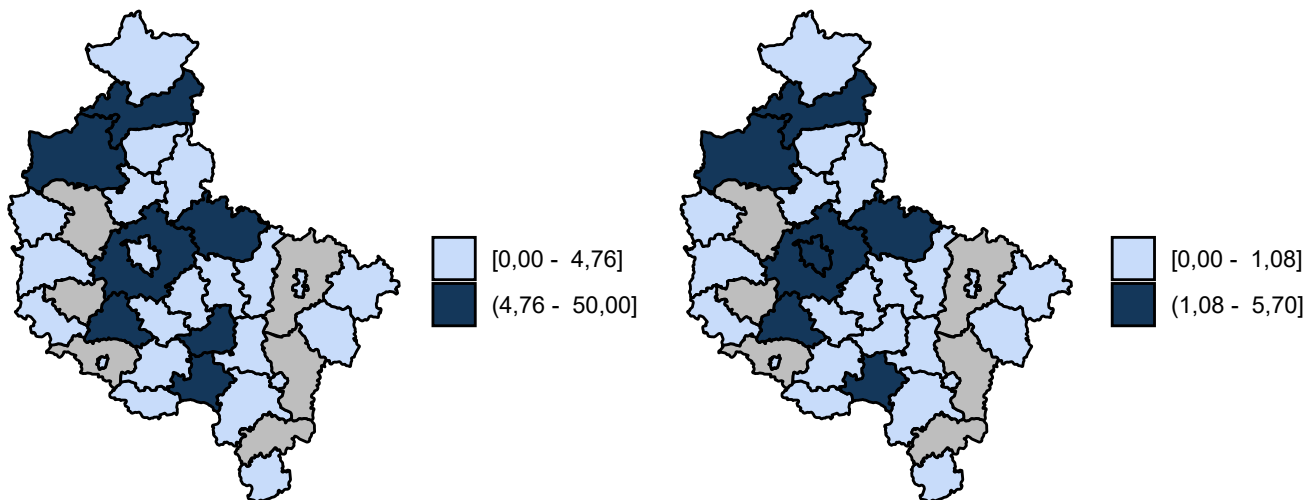 [0,00 - 4,76]
(4,76 - 50,00]
[0,00 - 1,08]
(1,08 - 5,70]